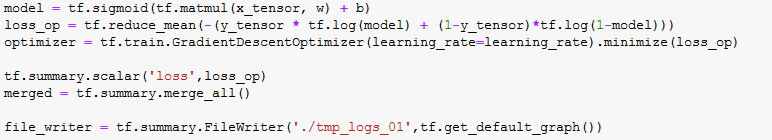 model = tf.sigmoid(tf.matmul(x_tensor, w) + b)
loss_op = tf.reduce_mean(-(y_tensor * tf.log(model) + (1-y_tensor)*tf.log(1-model)))
optimizer = tf.train.GradientDescentOptimizer(learning_rate=learning_rate).minimize(loss_op)
tf.summary.scalar('loss',loss_op)
merged = tf.summary.merge_all()
file_writer = tf.summary.FileWriter('./tmp_logs_01',tf.get_default_graph())